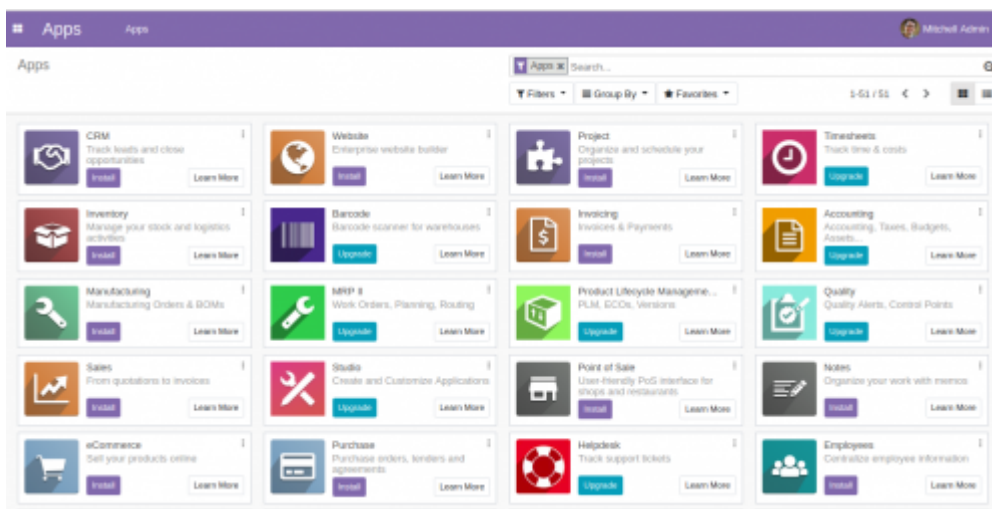 Apps Apps Mitchell Admin
Apps
Apps Search...
Filters Group By Favorites 1-51 / 51
CRM
Track leads and close
opportunities
Install Learn More
Website
Enterprise website builder
Install Learn More
Project
Organize and schedule your
projects
Install Learn More
Timesheets
Track time & costs
Upgrade Learn More
Inventory
Manage your stock and logistics
activities
Install Learn More
Barcode
Barcode scanner for warehouses
Upgrade Learn More
Invoicing
Invoices & Payments
Install Learn More
Accounting
Accounting, Taxes, Budgets,
Assets...
Upgrade Learn More
Manufacturing
Manufacturing Orders & BOMs
Install Learn More
MRP II
Work Orders, Planning, Routing
Upgrade Learn More
Product Lifecycle Manageme...
PLM, ECOs, Versions
Upgrade Learn More
Quality
Quality Alerts, Control Points
Upgrade Learn More
Sales
From quotations to invoices
Install Learn More
Studio
Create and Customize Applications
Upgrade Learn More
Point of Sale
User-friendly PoS interface for
shops and restaurants
Install Learn More
Notes
Organize your work with memos
Install Learn More
eCommerce
Sell your products online
Install Learn More
Purchase
Purchase orders, tenders and
agreements
Install Learn More
Helpdesk
Track support tickets
Upgrade Learn More
Employees
Centralize employee information
Install Learn More